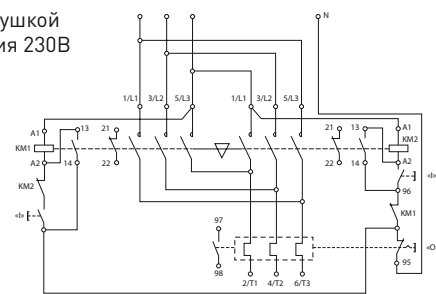 ушкой
ия 230В
N
1/L1 3/L2 5/L3 1/L1 3/L2 5/L3
A1 13 21 21 13 A1
KM1 KM2
A2 14 22 22 14 A2
KM2 «I»
96
«I» KM1
97
«O
98 95
2/T1 4/T2 6/T3